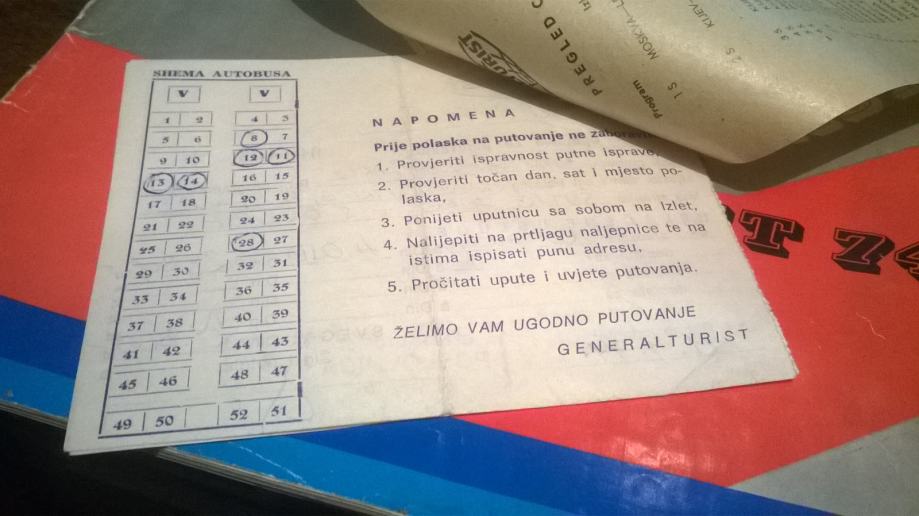 SHEMA AUTOBUSA
V V
1 2 4 3
5 6 8 7
9 10 12 11
13 14 16 15
17 18 20 19
21 22 24 23
25 26 28 27
29 30 32 31
33 34 36 35
37 38 40 39
41 42 44 43
45 46 48 47
49 50 52 51
NAPOMENA
Prije polaska na putovanje ne
1. Provjeriti ispravnost putne isprave,
2. Provjeriti točan dan, sat i mjesto po-
laska,
3. Ponijeti uputnicu sa sobom na Izlet,
4. Nalijepiti na prtljagu naljepnice te na
istima ispisati punu adresu,
5. Pročitati upute i uvjete putovanja.
ŽELIMO VAM UGODNO PUTOVANJE
GENERALTURIST
PREGLED
Program
MOSKVA
KIJEV